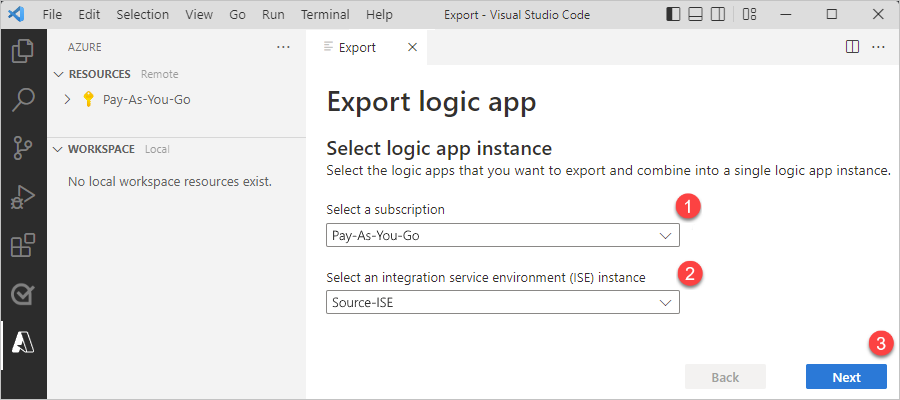 File Edit Selection View Go Run Terminal Help Export - Visual Studio Code
AZURE
RESOURCES Remote
Pay-As-You-Go
WORKSPACE Local
No local workspace resources exist.
Export
Export logic app
Select logic app instance
Select the logic apps that you want to export and combine into a single logic app instance.
Select a subscription
1
Pay-As-You-Go
Select an integration service environment (ISE) instance
2
Source-ISE
3
Back Next